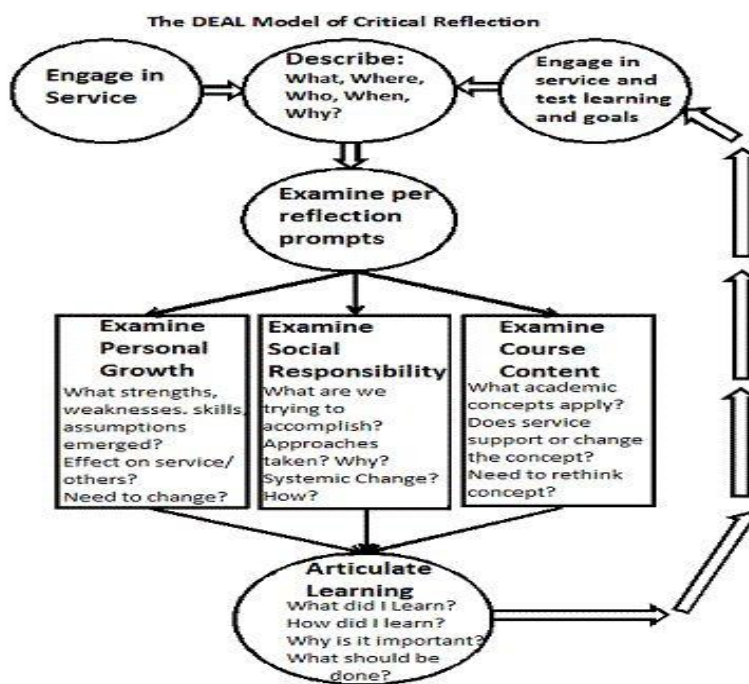 The DEAL Model of Critical Reflection
Engage in
Service
Describe:
What, Where,
Who, When,
Why?
Engage in
service and
test learning
and goals
Examine per
reflection
prompts
Examine
Personal
Growth
What strengths,
weaknesses. skills,
assumptions
emerged?
Effect on service/
others?
Need to change?
Examine
Social
Responsibility
What are we
trying to
accomplish?
Approaches
taken? Why?
Systemic Change?
How?
Examine
Course
Content
What academic
concepts apply?
Does service
support or change
the concept?
Need to rethink
concept?
Articulate
Learning
What did I Learn?
How did I learn?
Why is it important?
What should be
done?